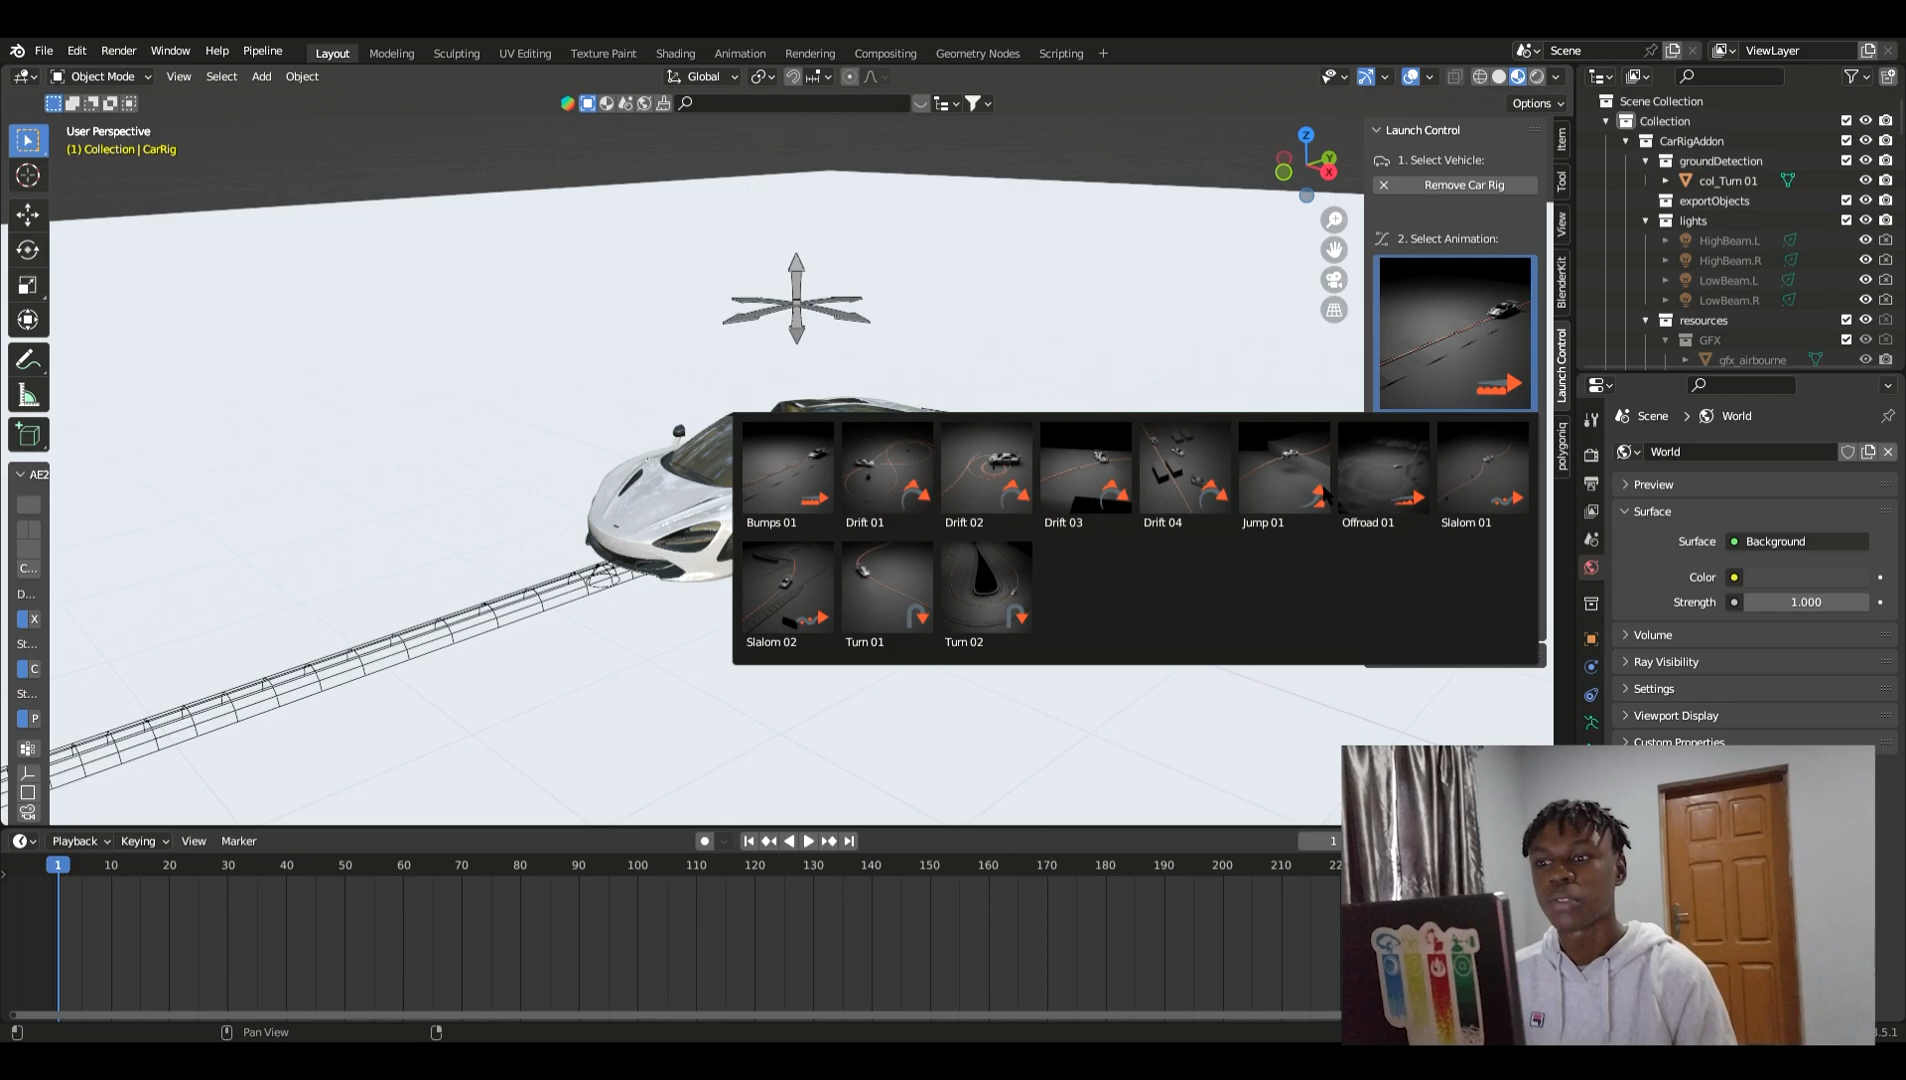 File Edit Render Window Help Pipeline
Layout Modeling Sculpting UV Editing Texture Paint Shading Animation Rendering Compositing Geometry Nodes Scripting +
Scene ViewLayer
Object Mode View Select Add Object Global
Options
User Perspective
(1) Collection | CarRig
Z
Y
X
Launch Control
1. Select Vehicle:
Remove Car Rig
2. Select Animation:
Item
Tool
View
BlenderKit
Launch Control
polygoniq
Bumps 01 Drift 01 Drift 02 Drift 03 Drift 04 Jump 01 Offroad 01 Slalom 01
Slalom 02 Turn 01 Turn 02
AE2
C...
D...
X
St...
C
St...
P
Scene Collection
Collection
CarRigAddon
groundDetection
col_Turn 01
exportObjects
lights
HighBeam.L
HighBeam.R
LowBeam.L
LowBeam.R
resources
GFX
gfx_airbourne
Scene > World
World
Preview
Surface
Surface Background
Color
Strength 1.000
Volume
Ray Visibility
Settings
Viewport Display
Custom Properties
Playback Keying View Marker
1
1 10 20 30 40 50 60 70 80 90 100 110 120 130 140 150 160 170 180 190 200 210
Pan View
3.5.1